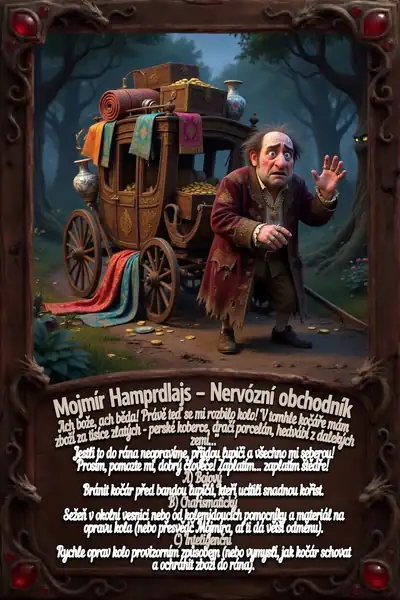 Mojmír Hamprdlajs – Nervózní obchodník
„Ich bože, ach běda! Právě teď se mi rozbilo kolo! V tomhle kočáře mám
zboží za tisíce zlatých - perské koberce, dračí porcelán, hedvábí z dalekých
zemí...
Jestli to do rána neopravíme, přijdou lupiči a všechno mi seberou!
Prosím, pomozte mi, dobrý člověče! Zaplatím... zaplatím štědře!
A) Bojový
Bránit kočár před bandou lupičů, kteří ucítili snadnou kořist.
B) Charismatický
Sežeň v okolní vesnici nebo od kolemjdoucích pomocníky a materiál na
opravu kola (nebo přesvědč Mojmíra, ať ti dá větší odměnu).
C) Inteligenční
Rychle oprav kolo provizorním způsobem (nebo vymysli, jak kočár schovat
a ochránit zboží do rána).